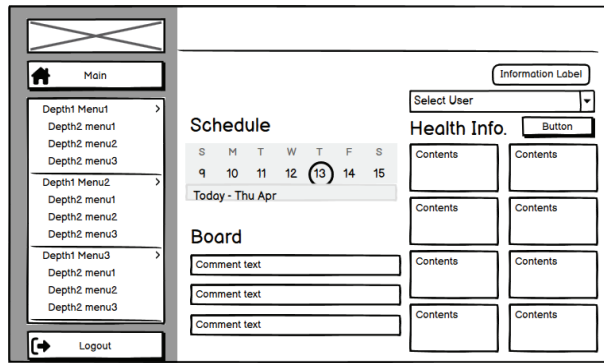 Main
Depth1 Menu1 >
Depth2 menu1
Depth2 menu2
Depth2 menu3
Depth1 Menu2 >
Depth2 menu1
Depth2 menu2
Depth2 menu3
Depth1 Menu3 >
Depth2 menu1
Depth2 menu2
Depth2 menu3
Logout
Information Label
Select User
Schedule
S M T W T F S
9 10 11 12 13 14 15
Today - Thu Apr
Board
Comment text
Comment text
Comment text
Health Info.
Button
Contents Contents
Contents Contents
Contents Contents
Contents Contents